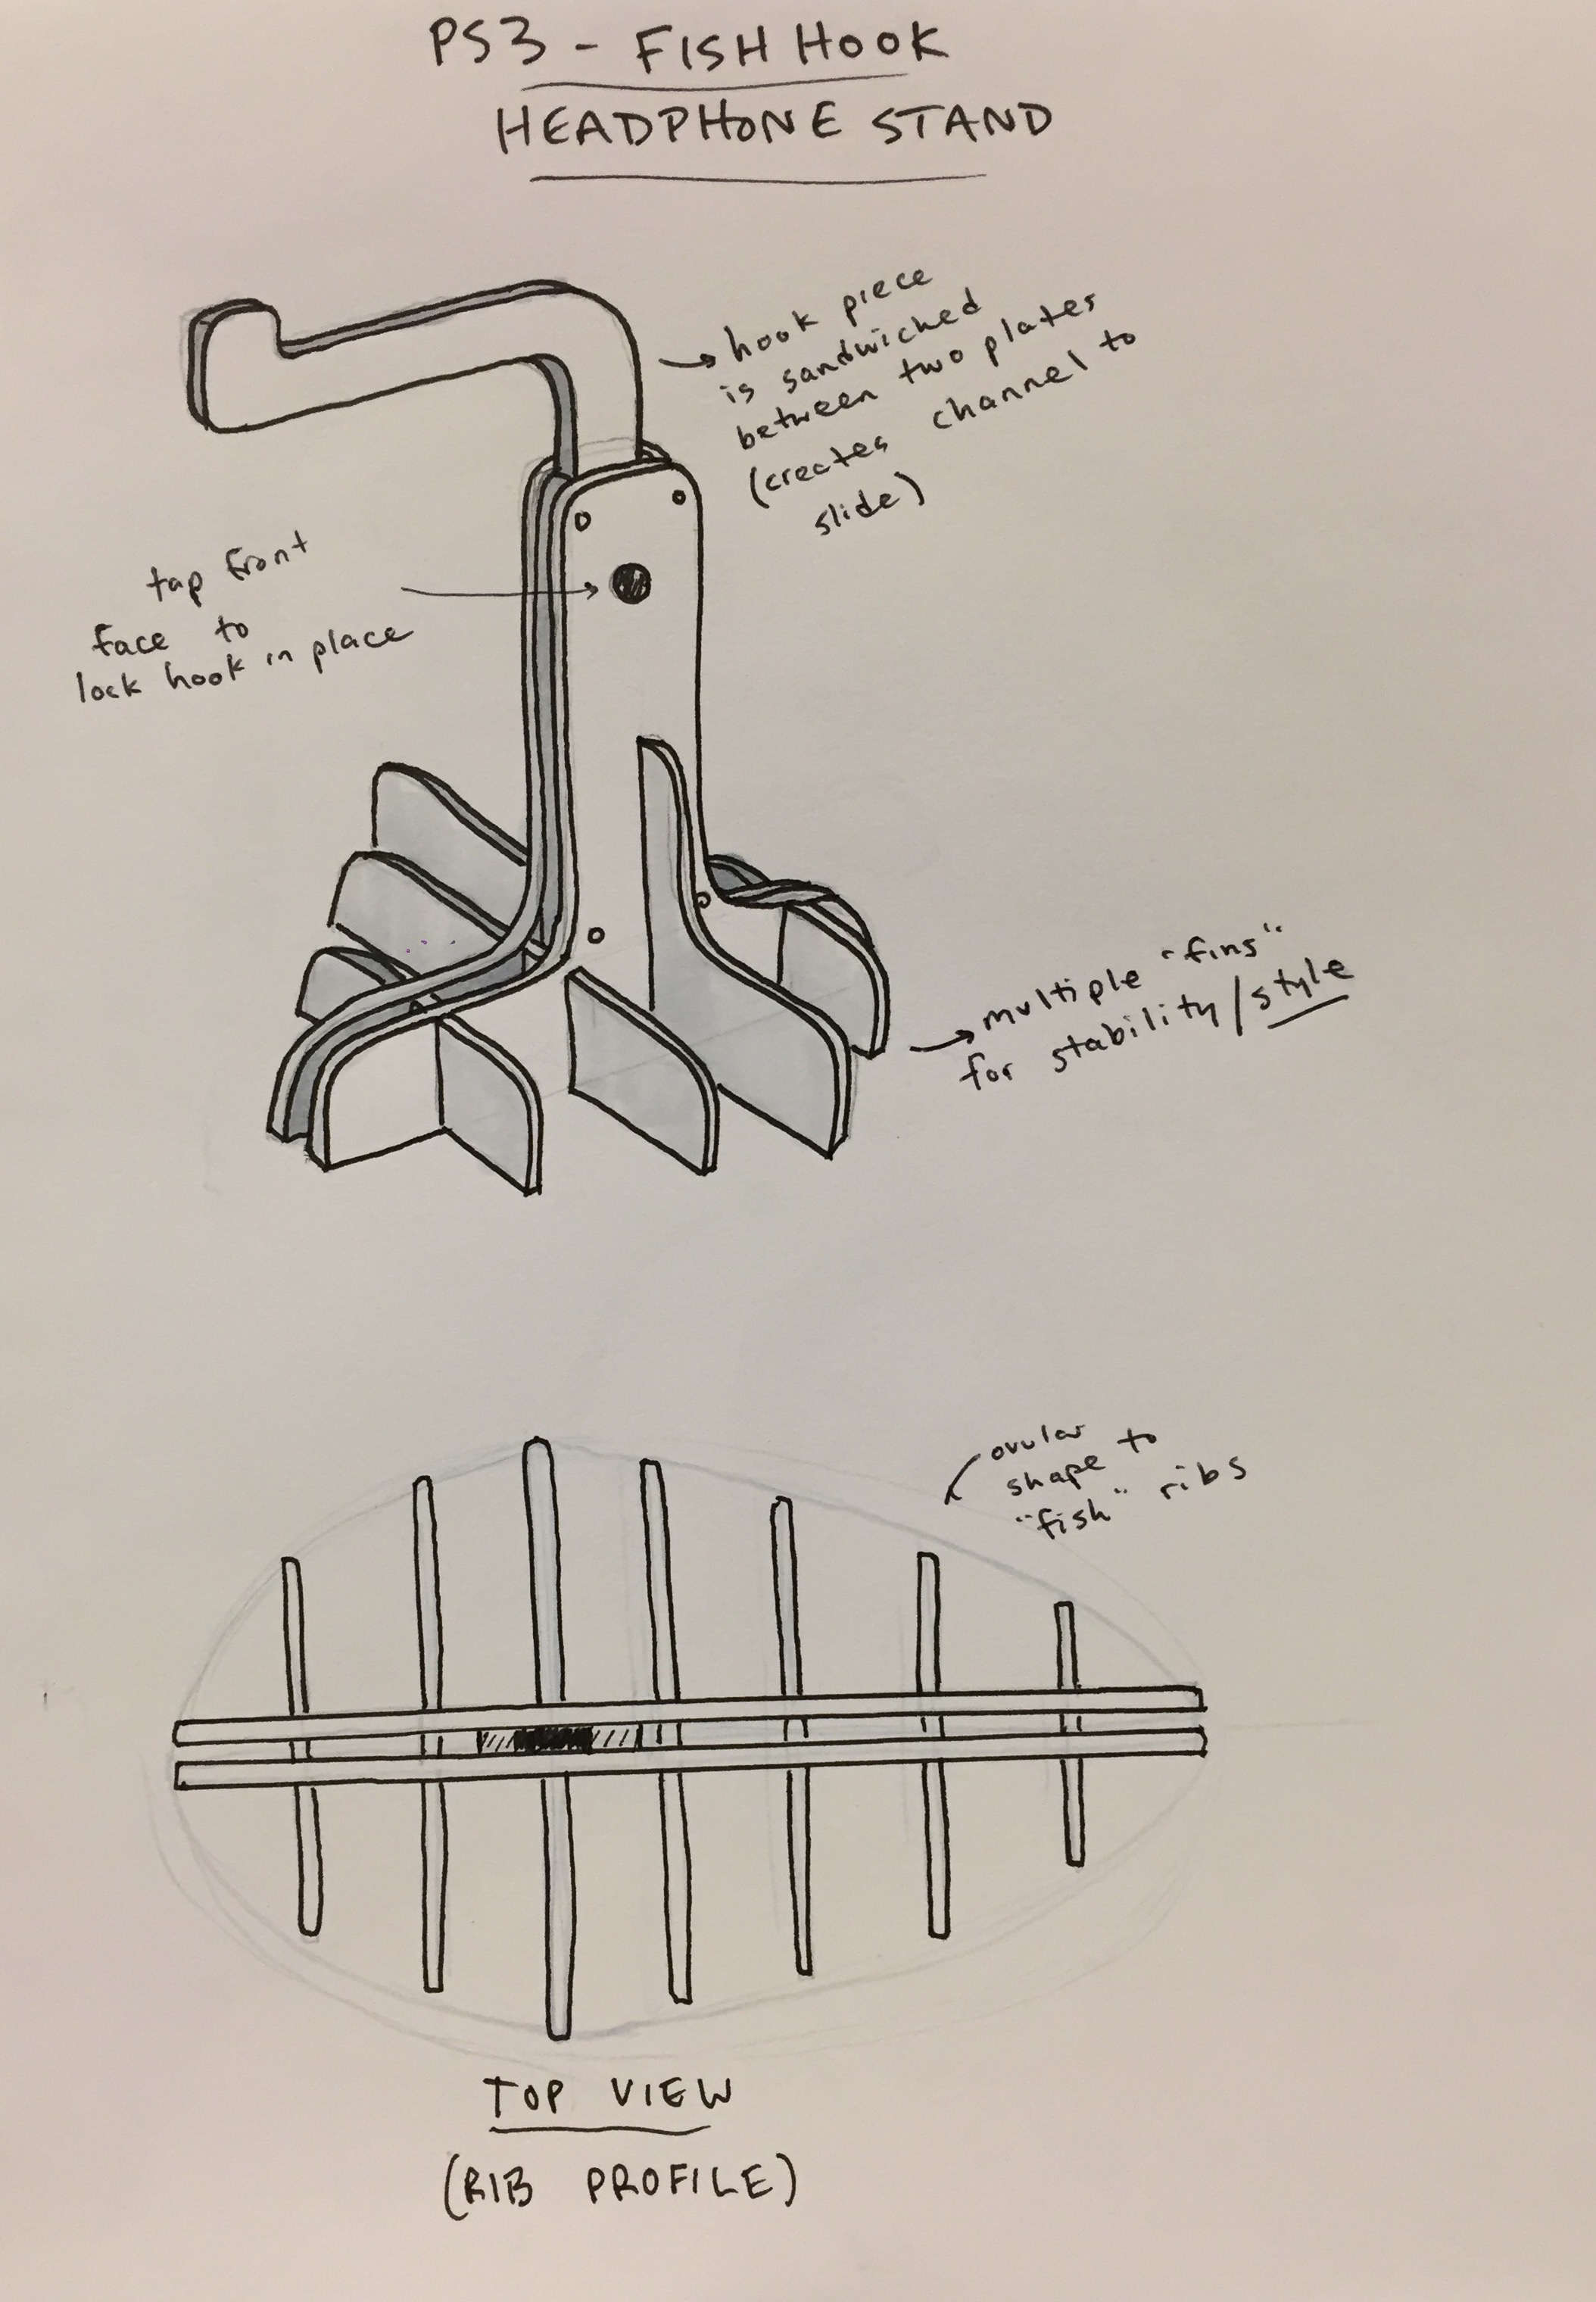 PS3 - FISH HOOK
HEADPHONE STAND
hook piece
is sandwiched
between two plates
(creates channel to
slide)
tap front
face to
lock hook in place
multiple "fins"
for stability/style
ovular
shape to
"fish" ribs
TOP VIEW
(RIB PROFILE)